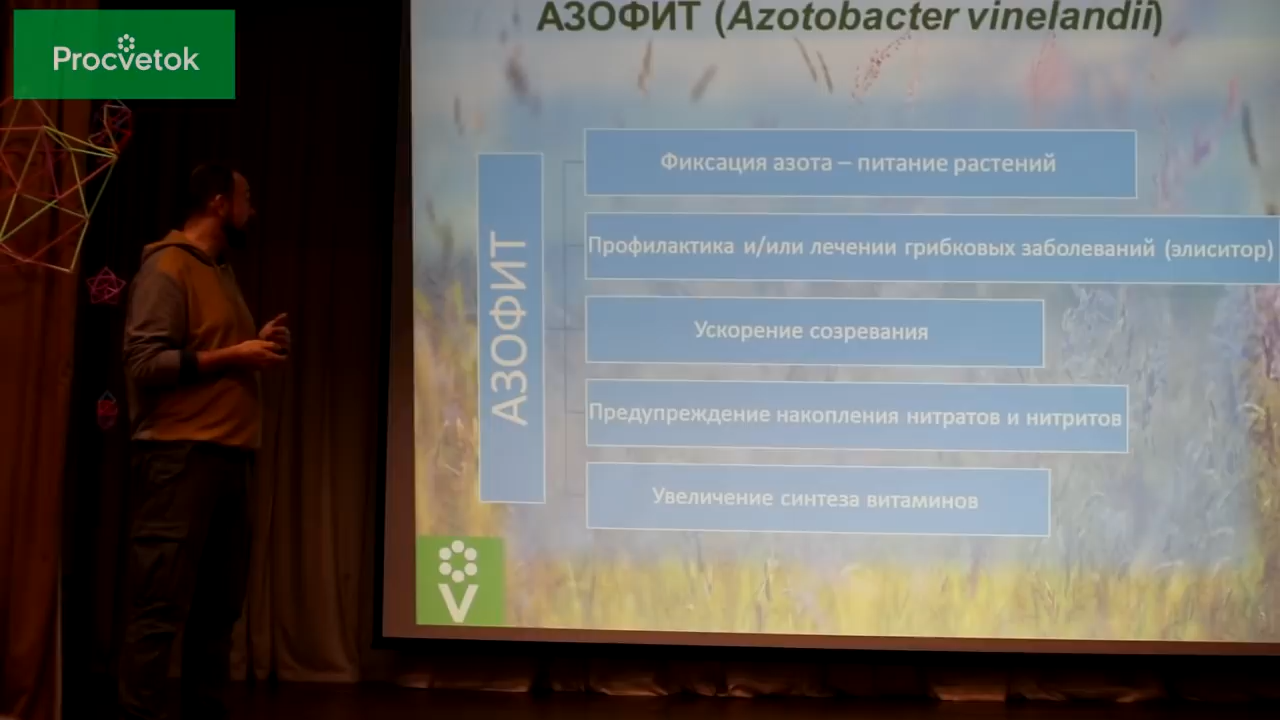 Procvetok
АЗОФИТ (Azotobacter vinelandii)
АЗОФИТ
Фиксация азота – питание растений
Профилактика и/или лечении грибковых заболеваний (элиситор)
Ускорение созревания
Предупреждение накопления нитратов и нитритов
Увеличение синтеза витаминов